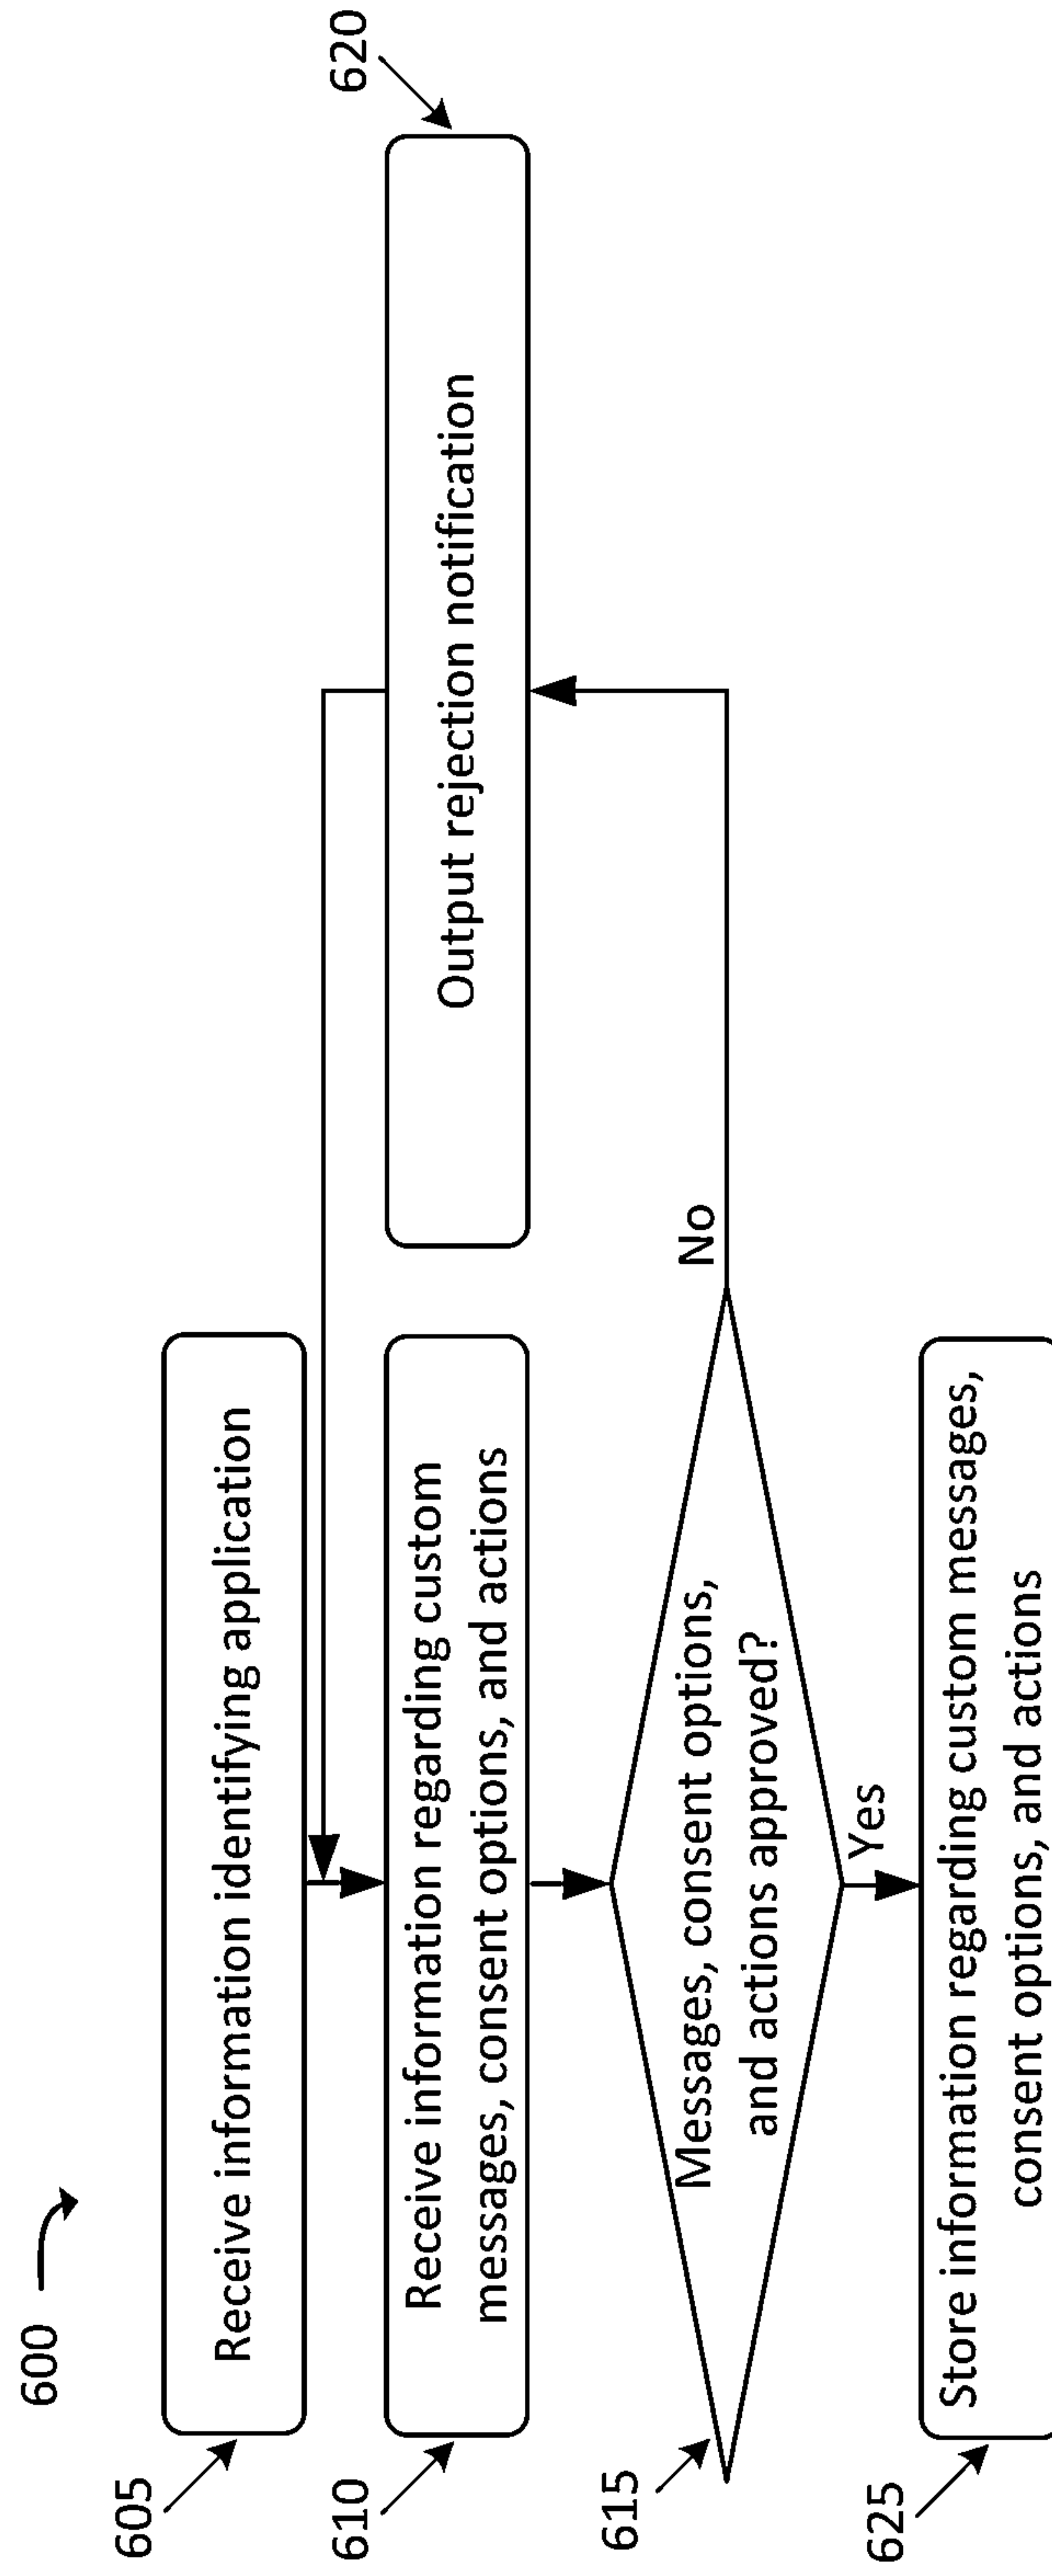 600
605
Receive information identifying application
610
Receive information regarding custom
messages, consent options, and actions
620
Output rejection notification
615
Messages, consent options,
and actions approved?
No
Yes
625
Store information regarding custom messages,
consent options, and actions